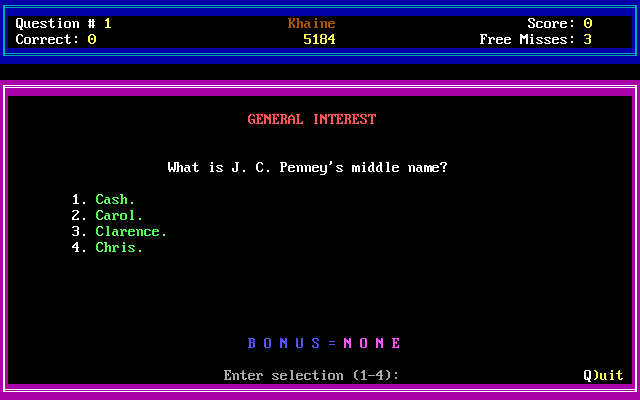 Question # 1 Khaine Score: 0
Correct: 0 5184 Free Misses: 3
GENERAL INTEREST
What is J. C. Penney's middle name?
1. Cash.
2. Carol.
3. Clarence.
4. Chris.
B O N U S = N O N E
Enter selection (1-4): Q)uit